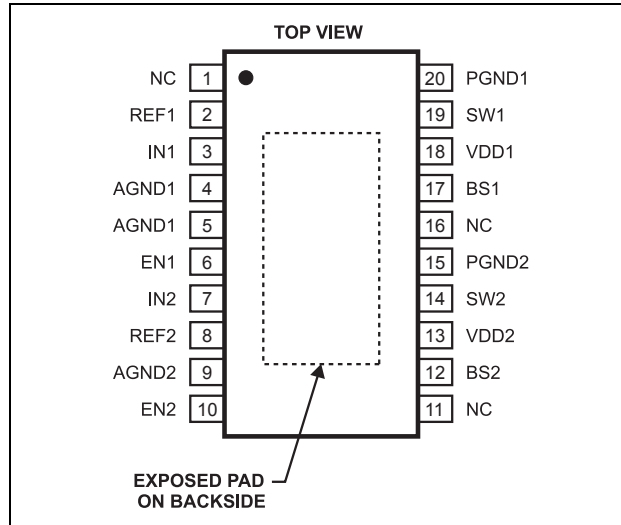 TOP VIEW
NC 1 20 PGND1
REF1 2 19 SW1
IN1 3 18 VDD1
AGND1 4 17 BS1
AGND1 5 16 NC
EN1 6 15 PGND2
IN2 7 14 SW2
REF2 8 13 VDD2
AGND2 9 12 BS2
EN2 10 11 NC
EXPOSED PAD
ON BACKSIDE